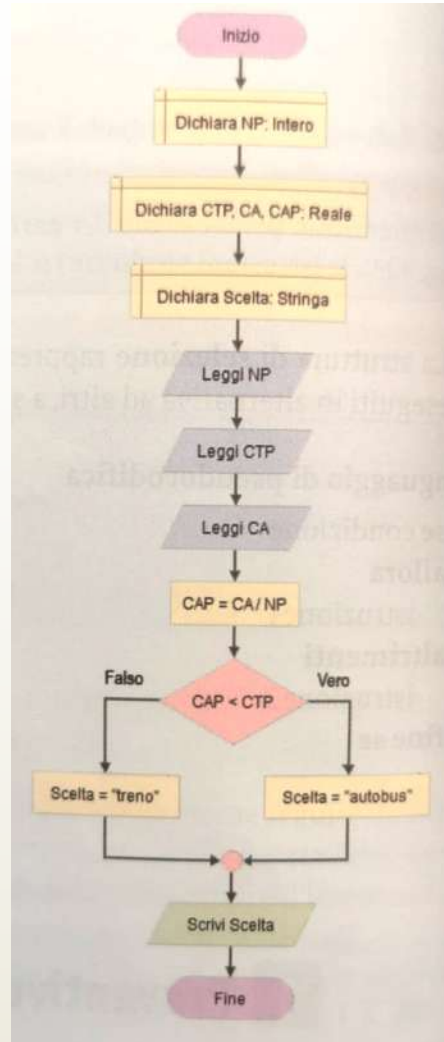 Inizio
Dichiara NP: Intero
Dichiara CTP, CA, CAP: Reale
Dichiara Scelta: Stringa
Leggi NP
Leggi CTP
Leggi CA
CAP = CA / NP
CAP < CTP
Falso
Vero
Scelta = "treno"
Scelta = "autobus"
Scrivi Scelta
Fine